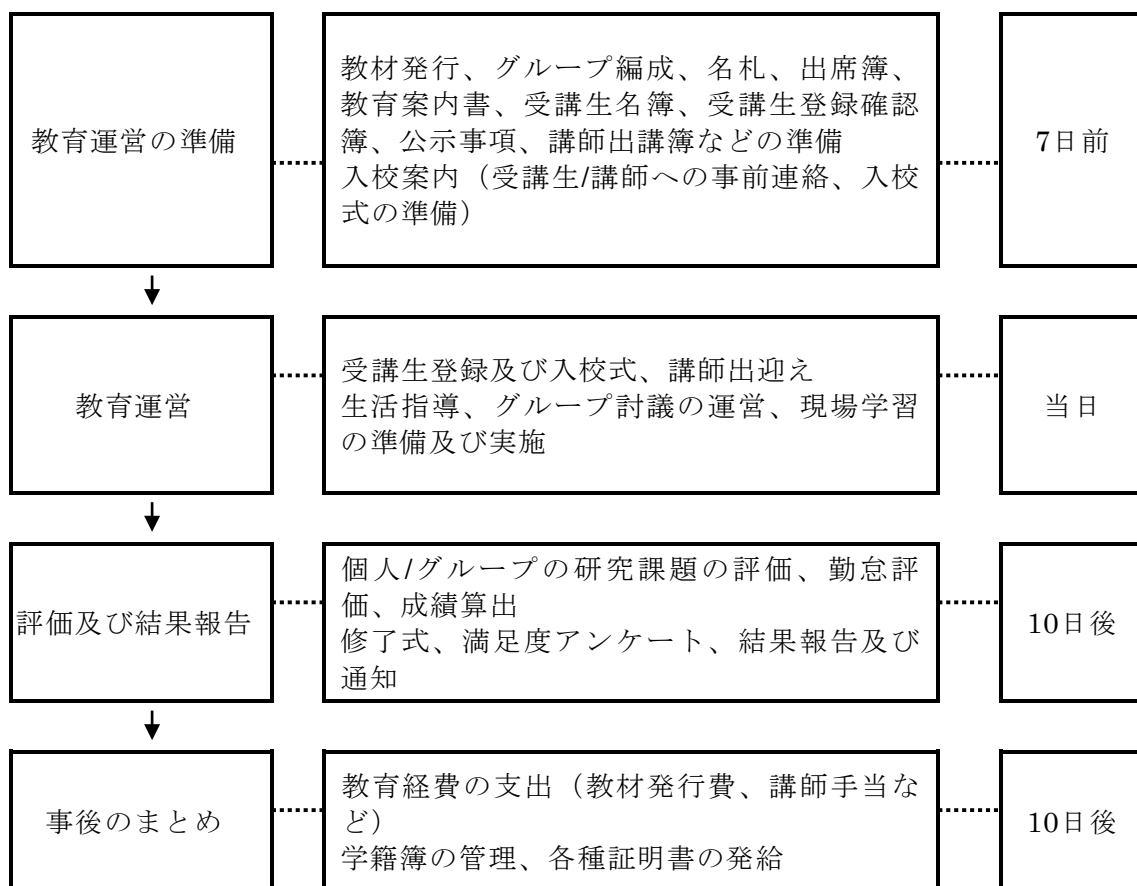 教育運営の準備
教材発行、グループ編成、名札、出席簿、
教育案内書、受講生名簿、受講生登録確認
簿、公示事項、講師出講簿などの準備
入校案内（受講生/講師への事前連絡、入校
式の準備）
7日前
教育運営
受講生登録及び入校式、講師出迎え
生活指導、グループ討議の運営、現場学習
の準備及び実施
当日
評価及び結果報告
個人/グループの研究課題の評価、勤怠評
価、成績算出
修了式、満足度アンケート、結果報告及び
通知
10日後
事後のまとめ
教育経費の支出（教材発行費、講師手当な
ど）
学籍簿の管理、各種証明書の発給
10日後